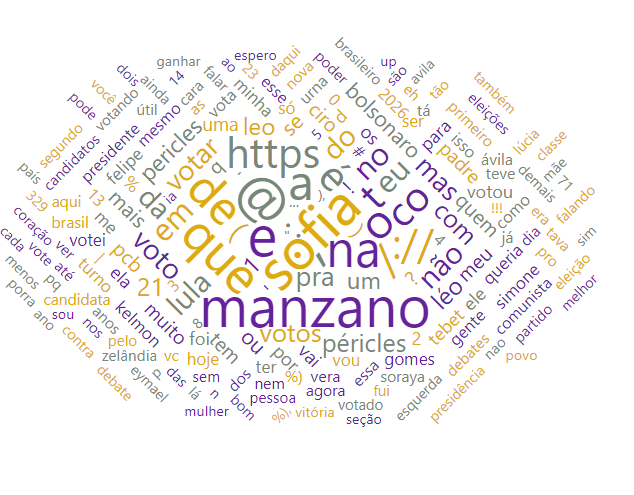 espero
ganhar
ao
23
daqui
nova
brasileiro
up
avila
dois
ainda
14
falar
esse
poder
são
eh
tão
também
você
cara
minha
urna
0
d
2026
primeiro
eleições
pode
votando
útil
mesmo
as
vota
só
ciro
bolsonaro
tá
ser
isso
lúcia
classe
segundo
candidatos
presidente
felipe
pericles
uma
leo
se
do
os
#
para
padre
ávila
teve
demais
mãe
71
país
%
q
votar
https
5
no
mas
quem
votou
como
era
329
13
mais
da
em
de
@
a
e,
!
t
eu
!!!
tava
falando
aqui
me
que
sofia
oco
com
já
dia
sim
coração
ver
brasil
votei
pcb
voto
ia
e
na
\://
não
4
queria
pro
eleição
cada
vote
até
/
turno
21
3
lula
1
manzano
pra
um
?
léo
meu
simone
comunista
melhor
menos
por
ela
muito
candidata
anos
kelmon
8
votos
péricles
2
tebet
ele
gente
partido
porra
ano
sou
nos
pelo
vc
foi
tem
ou
por
vai
vou
gomes
debates
nao
povo
contra
zelândia
hoje
ter
%)
vera
essa
soraya
esquerda
presidência
debate
eymael
p
das
lá
sem
n
dos
nem
pessoa
agora
fui
mulher
bom
%),
vitória
votado
seção